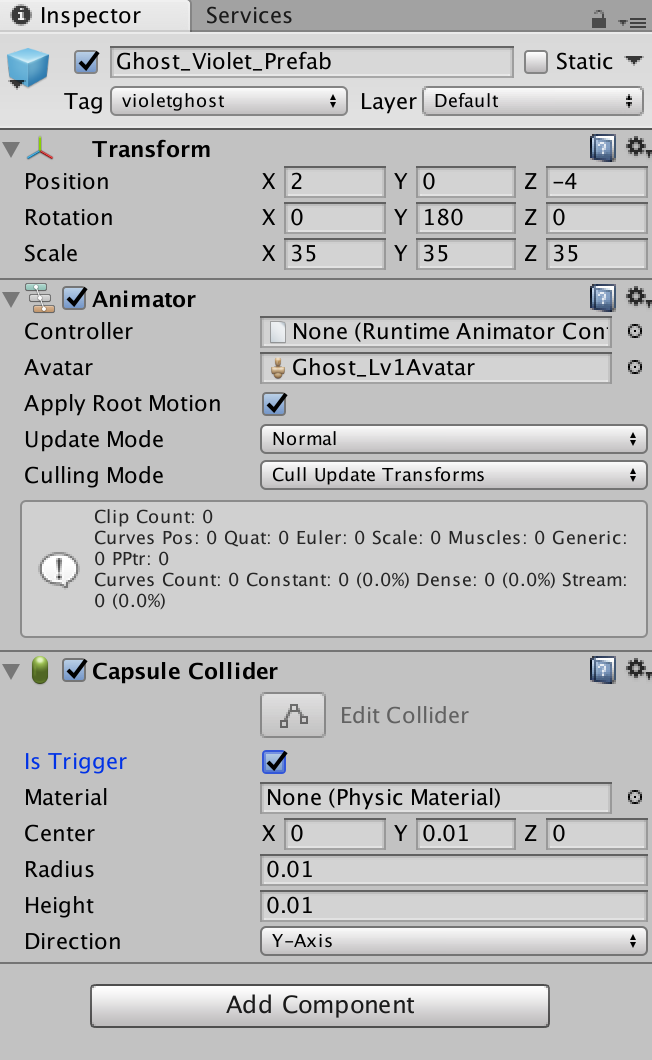 Inspector Services
Ghost_Violet_Prefab Static
Tag violetghost Layer Default
Transform
Position X 2 Y 0 Z -4
Rotation X 0 Y 180 Z 0
Scale X 35 Y 35 Z 35
Animator
Controller None (Runtime Animator Con
Avatar Ghost_Lv1Avatar
Apply Root Motion
Update Mode Normal
Culling Mode Cull Update Transforms
Clip Count: 0
Curves Pos: 0 Quat: 0 Euler: 0 Scale: 0 Muscles: 0 Generic:
0 PPtr: 0
Curves Count: 0 Constant: 0 (0.0%) Dense: 0 (0.0%) Stream:
0 (0.0%)
Capsule Collider
Edit Collider
Is Trigger
Material None (Physic Material)
Center X 0 Y 0.01 Z 0
Radius 0.01
Height 0.01
Direction Y-Axis
Add Component